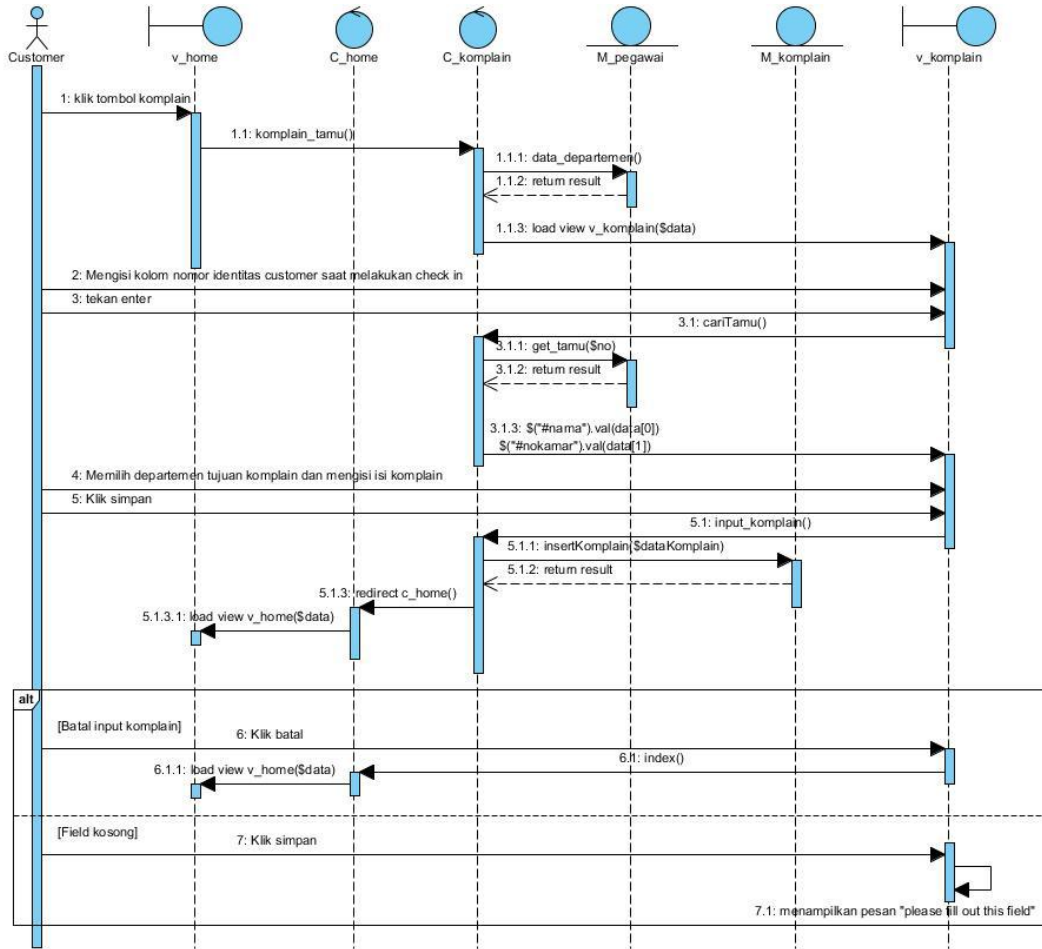 Customer
v_home
C_home
C_komplain
M_pegawai
M_komplain
v_komplain
1: klik tombol komplain
1.1: komplain_tamu()
1.1.1: data_departemen()
1.1.2: return result
1.1.3: load view v_komplain($data)
2: Mengisi kolom nomor identitas customer saat melakukan check in
3: tekan enter
3.1: cariTamu()
3.1.1: get_tamu($no)
3.1.2: return result
3.1.3: $("#nama").val(data[0])
$("#nokamar").val(data[1])
4: Memilih departemen tujuan komplain dan mengisi isi komplain
5: Klik simpan
5.1: input_komplain()
5.1.1: insertKomplain($dataKomplain)
5.1.2: return result
5.1.3: redirect c_home()
5.1.3.1: load view v_home($data)
alt
[Batal input komplain]
6: Klik batal
6.1: index()
6.1.1: load view v_home($data)
[Field kosong]
7: Klik simpan
7.1: menampilkan pesan "please fill out this field"